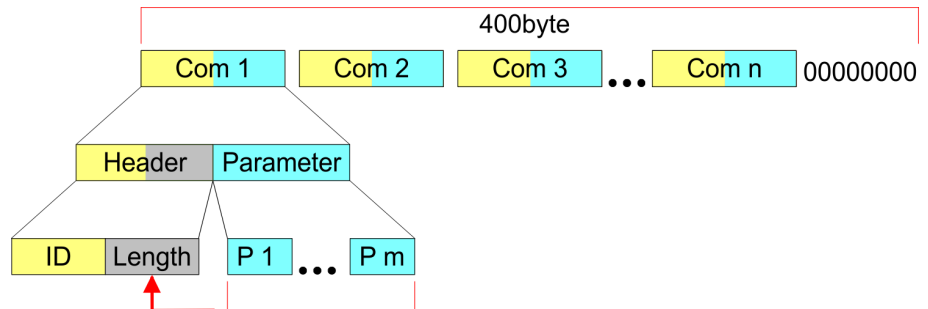 400byte
Com 1 Com 2 Com 3 ••• Com n 00000000
Header Parameter
ID Length P 1 ••• P m